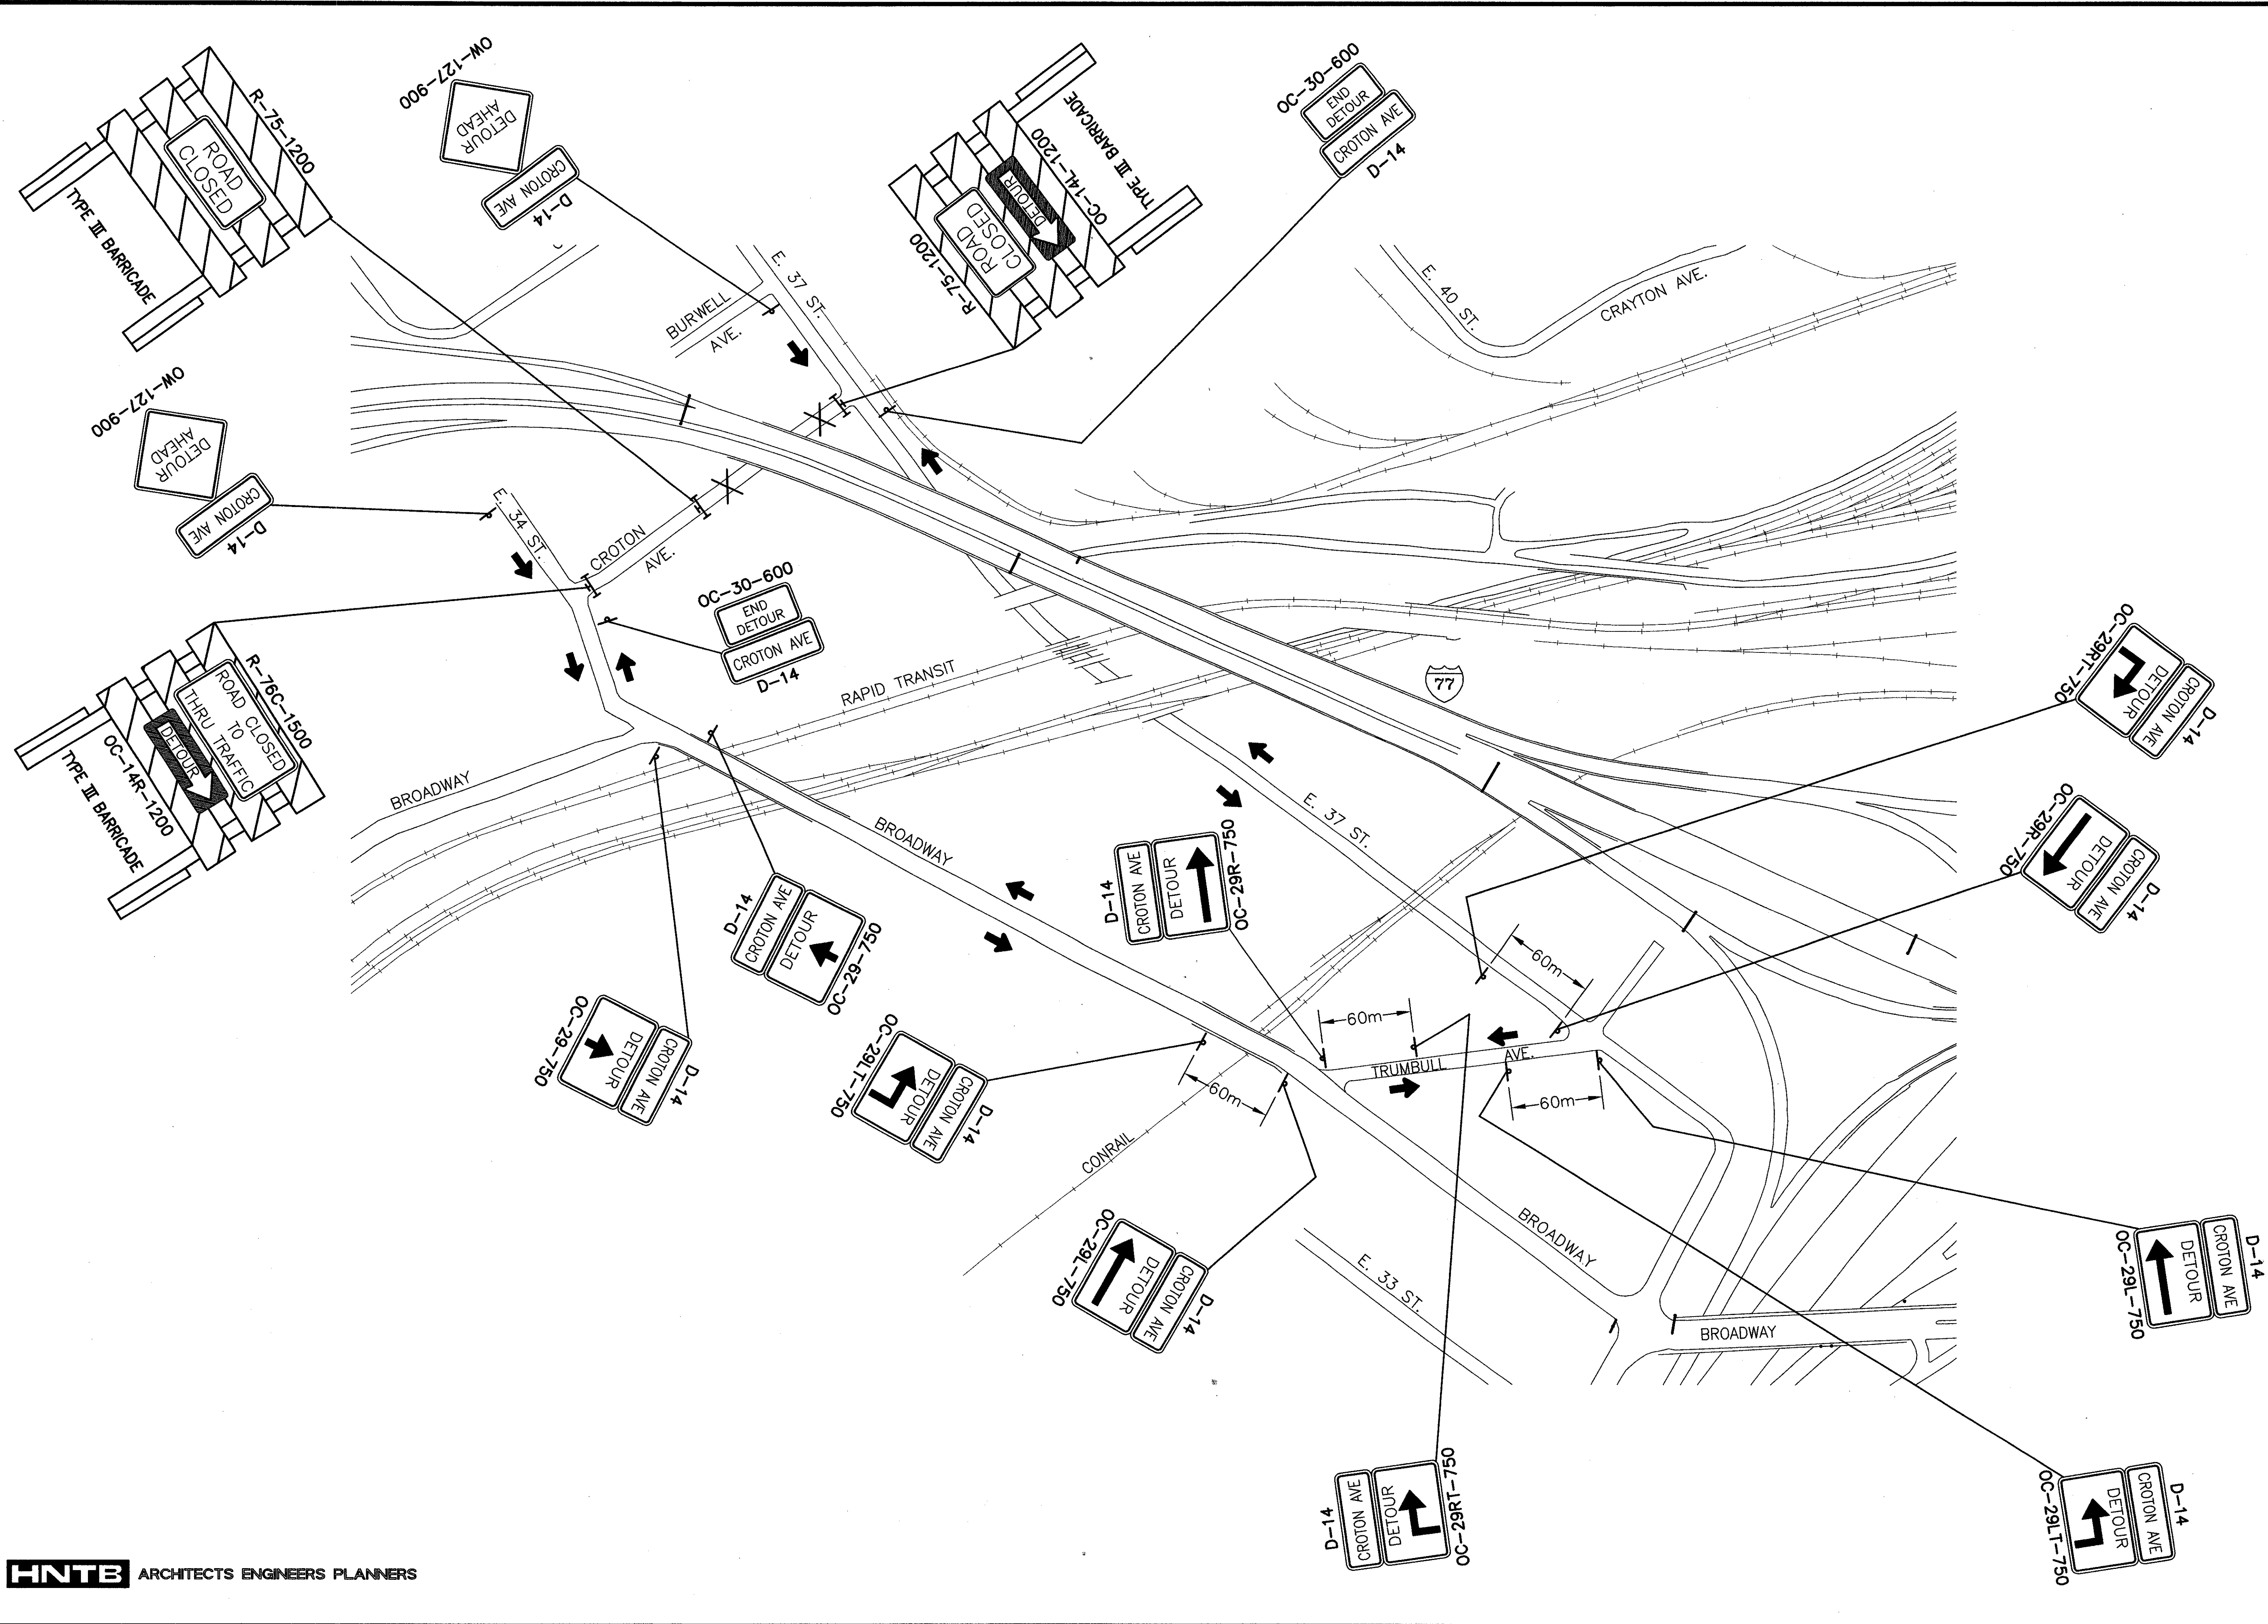 OW-127-900
DETOUR
AHEAD
CROTON AVE
D-14
R-75-1200
ROAD
CLOSED
TYPE III BARRICADE
TYPE III BARRICADE
OC-14L-1200
DETOUR
ROAD
CLOSED
R-75-1200
TYPE III BARRICADE
OC-30-600
END
DETOUR
CROTON AVE
D-14
E. 37 ST.
BURWELL
AVE.
E. 40 ST.
CRAYTON AVE.
OW-127-900
DETOUR
AHEAD
CROTON AVE
D-14
E. 34 ST.
CROTON
AVE.
OC-30-600
END
DETOUR
CROTON AVE
D-14
R-76C-1500
ROAD CLOSED
TO
THRU TRAFFIC
DETOUR
OC-14R-1200
TYPE III BARRICADE
RAPID TRANSIT
77
BROADWAY
BROADWAY
E. 37 ST.
OC-29RT-750
DETOUR
CROTON AVE
D-14
OC-29R-750
DETOUR
CROTON AVE
D-14
D-14
CROTON AVE
DETOUR
OC-29R-750
D-14
CROTON AVE
DETOUR
OC-29-750
OC-29-750
DETOUR
CROTON AVE
D-14
OC-29LT-750
DETOUR
CROTON AVE
D-14
60m
60m
60m
60m
TRUMBULL
AVE.
CONRAIL
OC-29L-750
DETOUR
CROTON AVE
D-14
E. 33 ST.
BROADWAY
BROADWAY
OC-29L-750
DETOUR
CROTON AVE
D-14
D-14
CROTON AVE
DETOUR
OC-29RT-750
OC-29LT-750
DETOUR
CROTON AVE
D-14
HNTB ARCHITECTS ENGINEERS PLANNERS